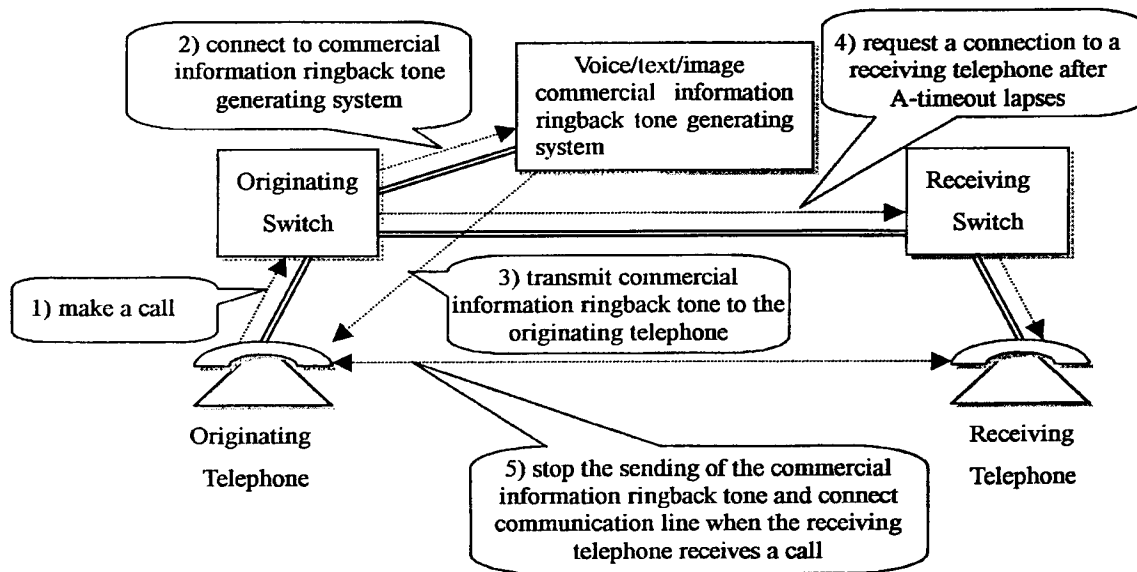 2) connect to commercial
information ringback tone
generating system
Voice/text/image
commercial information
ringback tone generating
system
4) request a connection to a
receiving telephone after
A-timeout lapses
Originating
Switch
Receiving
Switch
1) make a call
3) transmit commercial
information ringback tone to the
originating telephone
Originating
Telephone
Receiving
Telephone
5) stop the sending of the commercial
information ringback tone and connect
communication line when the receiving
telephone receives a call